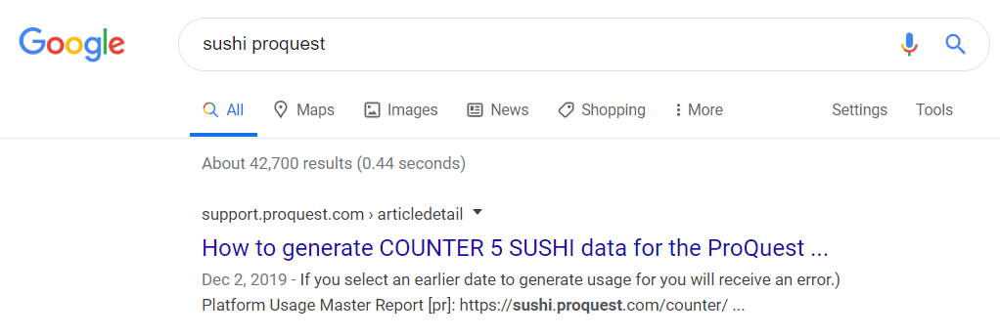 Google
sushi proquest
All Maps Images News Shopping More Settings Tools
About 42,700 results (0.44 seconds)
support.proquest.com › articledetail
How to generate COUNTER 5 SUSHI data for the ProQuest ...
Dec 2, 2019 - If you select an earlier date to generate usage for you will receive an error.)
Platform Usage Master Report [pr]: https://sushi.proquest.com/counter/ ...